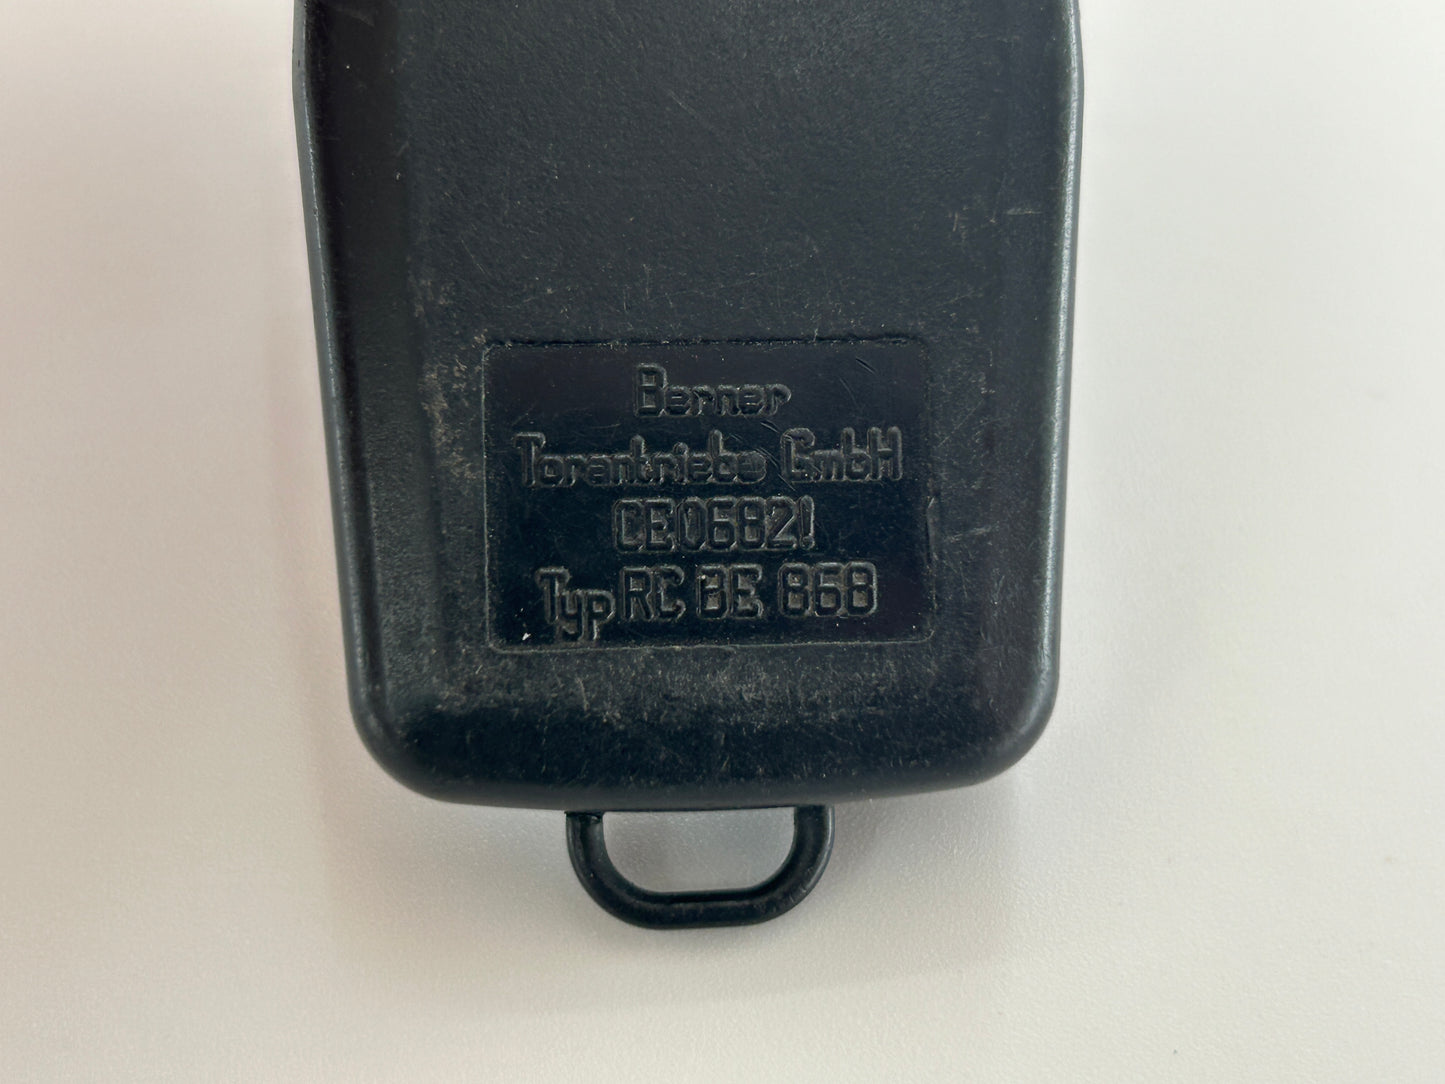 Berner
Torantriebe GmbH
CE0682!
Typ RC BE 868